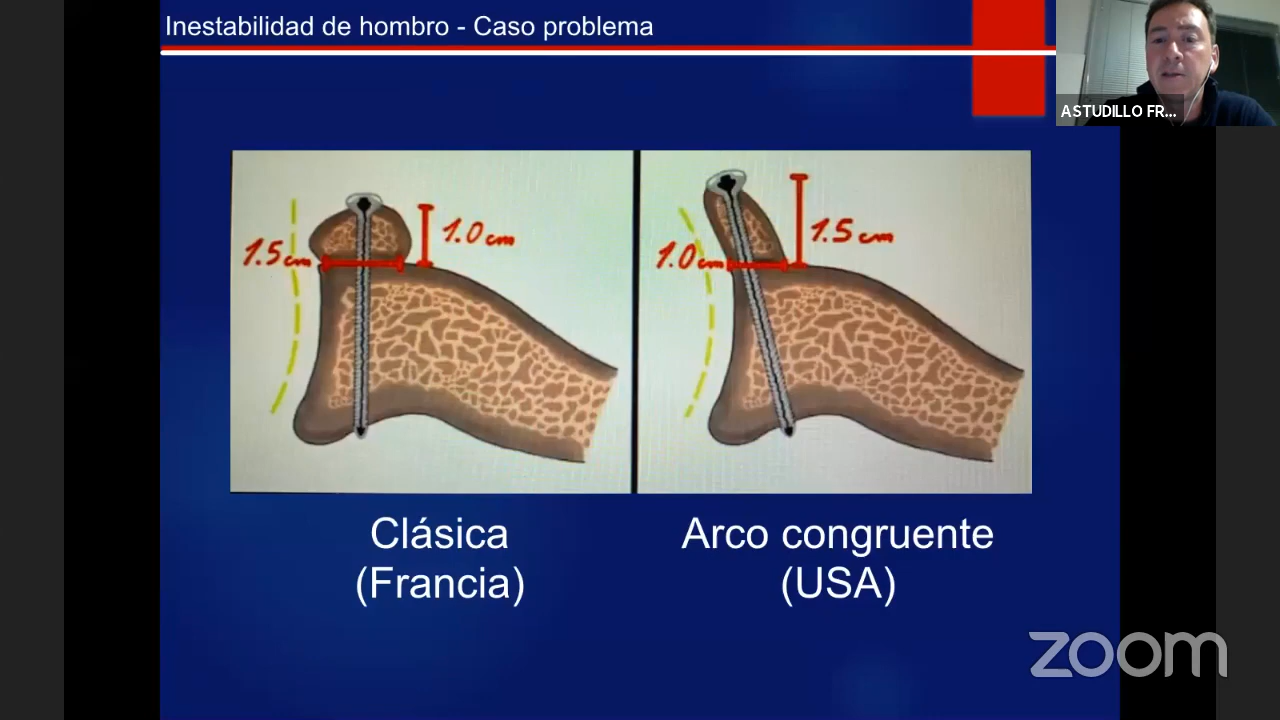 Inestabilidad de hombro - Caso problema
ASTUDILLO FR...
1.5cm
1.0cm
1.0cm
1.5cm
Clásica
(Francia)
Arco congruente
(USA)
zoom